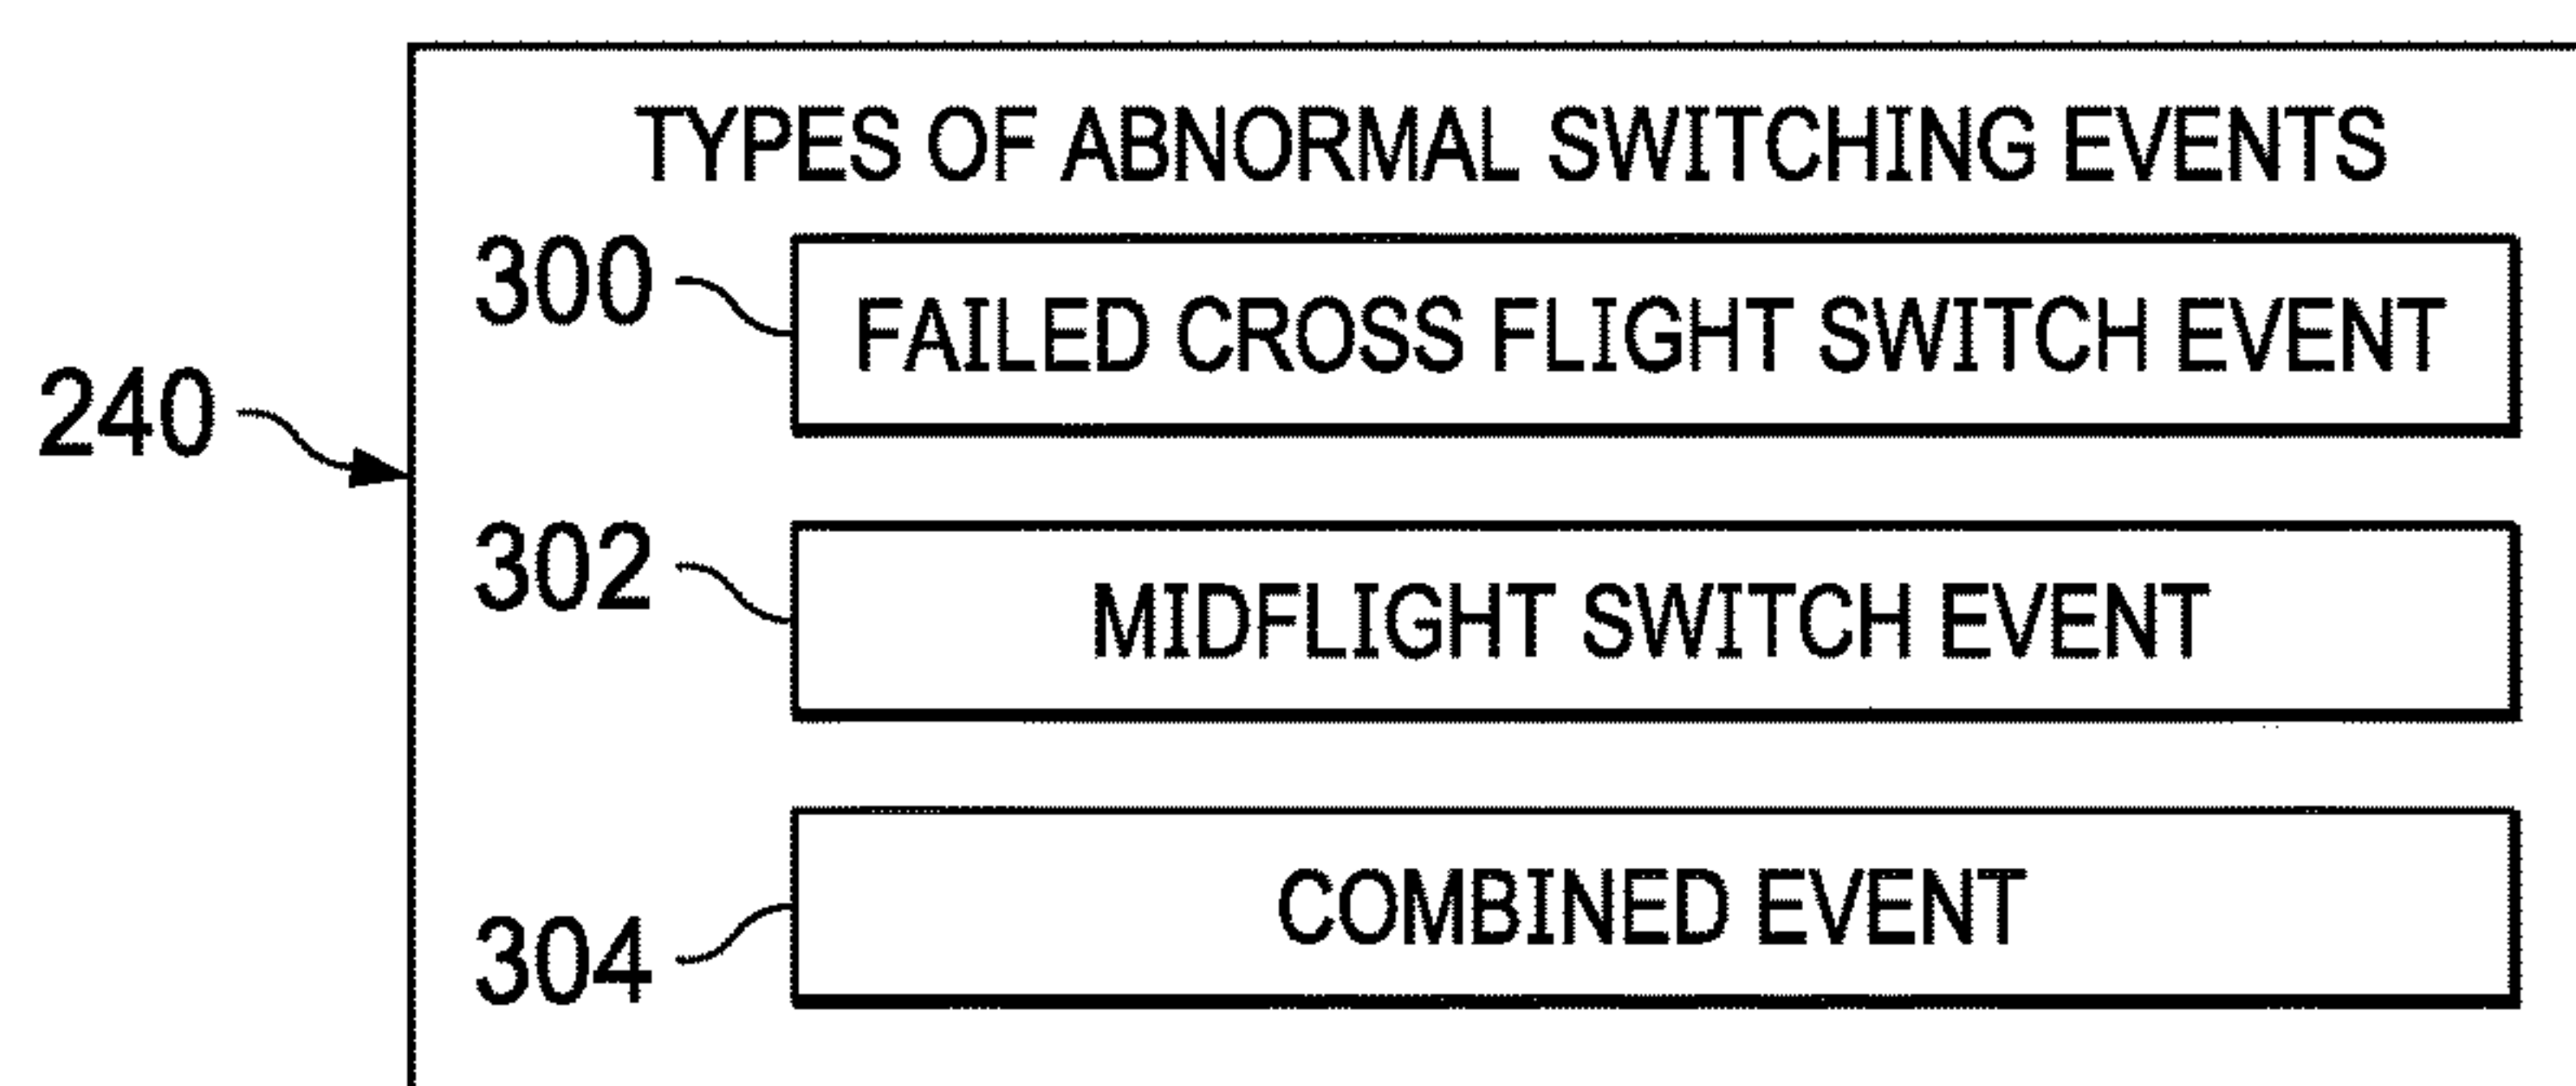 TYPES OF ABNORMAL SWITCHING EVENTS
300
FAILED CROSS FLIGHT SWITCH EVENT
240
302
MIDFLIGHT SWITCH EVENT
304
COMBINED EVENT